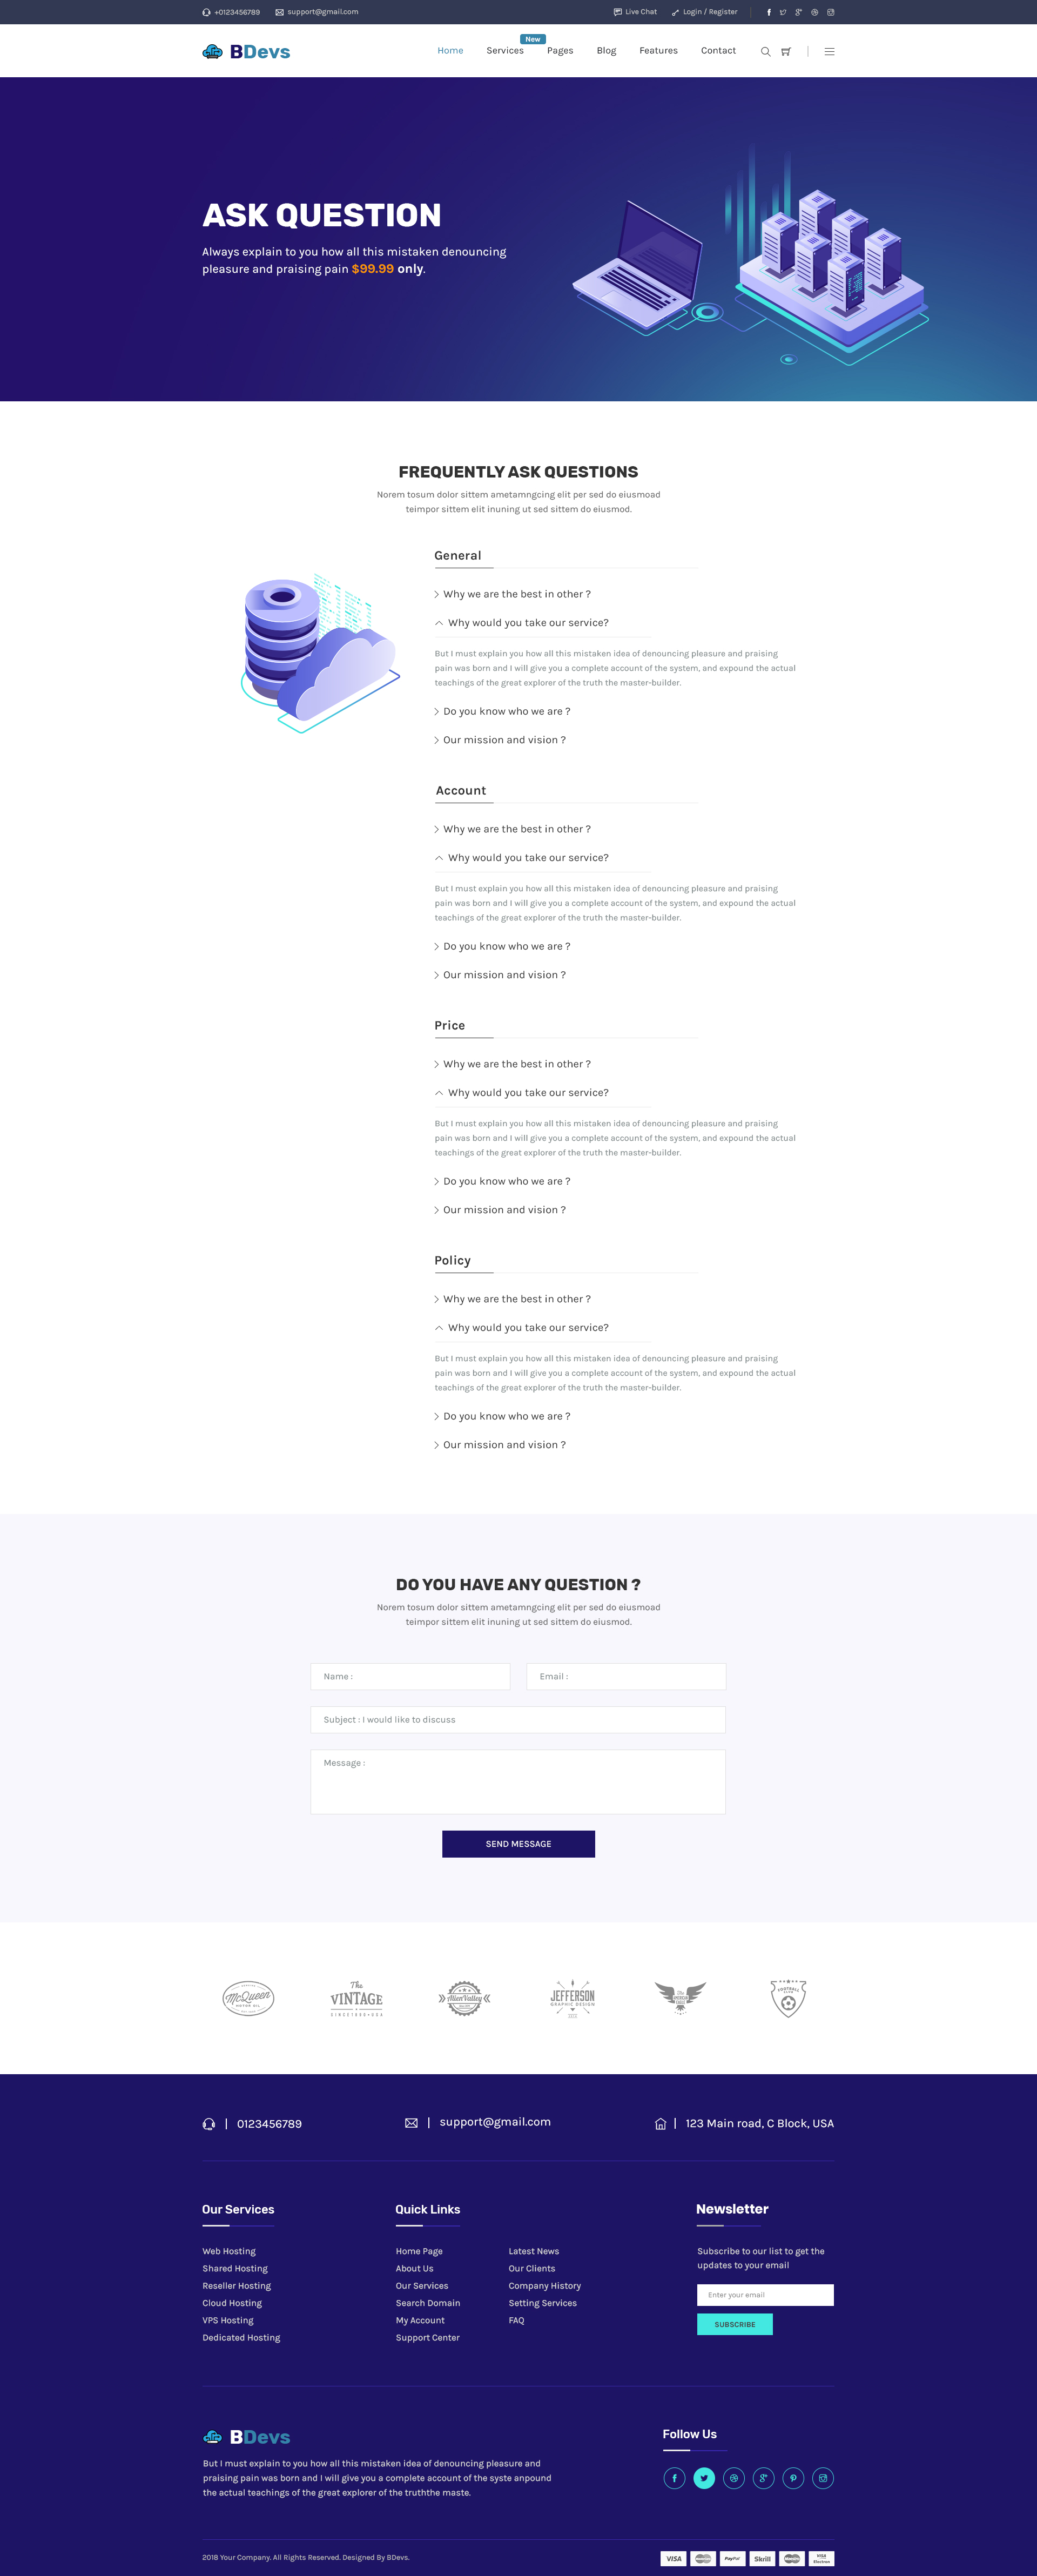 +0123456789 support@gmail.com Live Chat Login / Register
BDevs
Home Services New Pages Blog Features Contact
ASK QUESTION
Always explain to you how all this mistaken denouncing
pleasure and praising pain $99.99 only.
FREQUENTLY ASK QUESTIONS
Norem tosum dolor sittem ametamngcing elit per sed do eiusmoad
teimpor sittem elit inuning ut sed sittem do eiusmod.
General
Why we are the best in other ?
Why would you take our service?
But I must explain you how all this mistaken idea of denouncing pleasure and praising
pain was born and I will give you a complete account of the system, and expound the actual
teachings of the great explorer of the truth the master-builder.
Do you know who we are ?
Our mission and vision ?
Account
Why we are the best in other ?
Why would you take our service?
But I must explain you how all this mistaken idea of denouncing pleasure and praising
pain was born and I will give you a complete account of the system, and expound the actual
teachings of the great explorer of the truth the master-builder.
Do you know who we are ?
Our mission and vision ?
Price
Why we are the best in other ?
Why would you take our service?
But I must explain you how all this mistaken idea of denouncing pleasure and praising
pain was born and I will give you a complete account of the system, and expound the actual
teachings of the great explorer of the truth the master-builder.
Do you know who we are ?
Our mission and vision ?
Policy
Why we are the best in other ?
Why would you take our service?
But I must explain you how all this mistaken idea of denouncing pleasure and praising
pain was born and I will give you a complete account of the system, and expound the actual
teachings of the great explorer of the truth the master-builder.
Do you know who we are ?
Our mission and vision ?
DO YOU HAVE ANY QUESTION ?
Norem tosum dolor sittem ametamngcing elit per sed do eiusmoad
teimpor sittem elit inuning ut sed sittem do eiusmod.
Name : Email :
Subject : I would like to discuss
Message :
SEND MESSAGE
McQueen
MOTOR OIL
The
VINTAGE
SINCE1990•USA
AlienValley
JEFFERSON
GRAPHIC DESIGN
The
AMERICAN
EAGLE
FOOTBALL
0123456789
support@gmail.com
123 Main road, C Block, USA
Our Services
Web Hosting
Shared Hosting
Reseller Hosting
Cloud Hosting
VPS Hosting
Dedicated Hosting
Quick Links
Home Page
About Us
Our Services
Search Domain
My Account
Support Center
Latest News
Our Clients
Company History
Setting Services
FAQ
Newsletter
Subscribe to our list to get the
updates to your email
Enter your email
SUBSCRIBE
BDevs
But I must explain to you how all this mistaken idea of denouncing pleasure and
praising pain was born and I will give you a complete account of the syste anpound
the actual teachings of the great explorer of the truththe maste.
Follow Us
2018 Your Company. All Rights Reserved. Designed By BDevs.
VISA PayPal Skrill VISA Electron